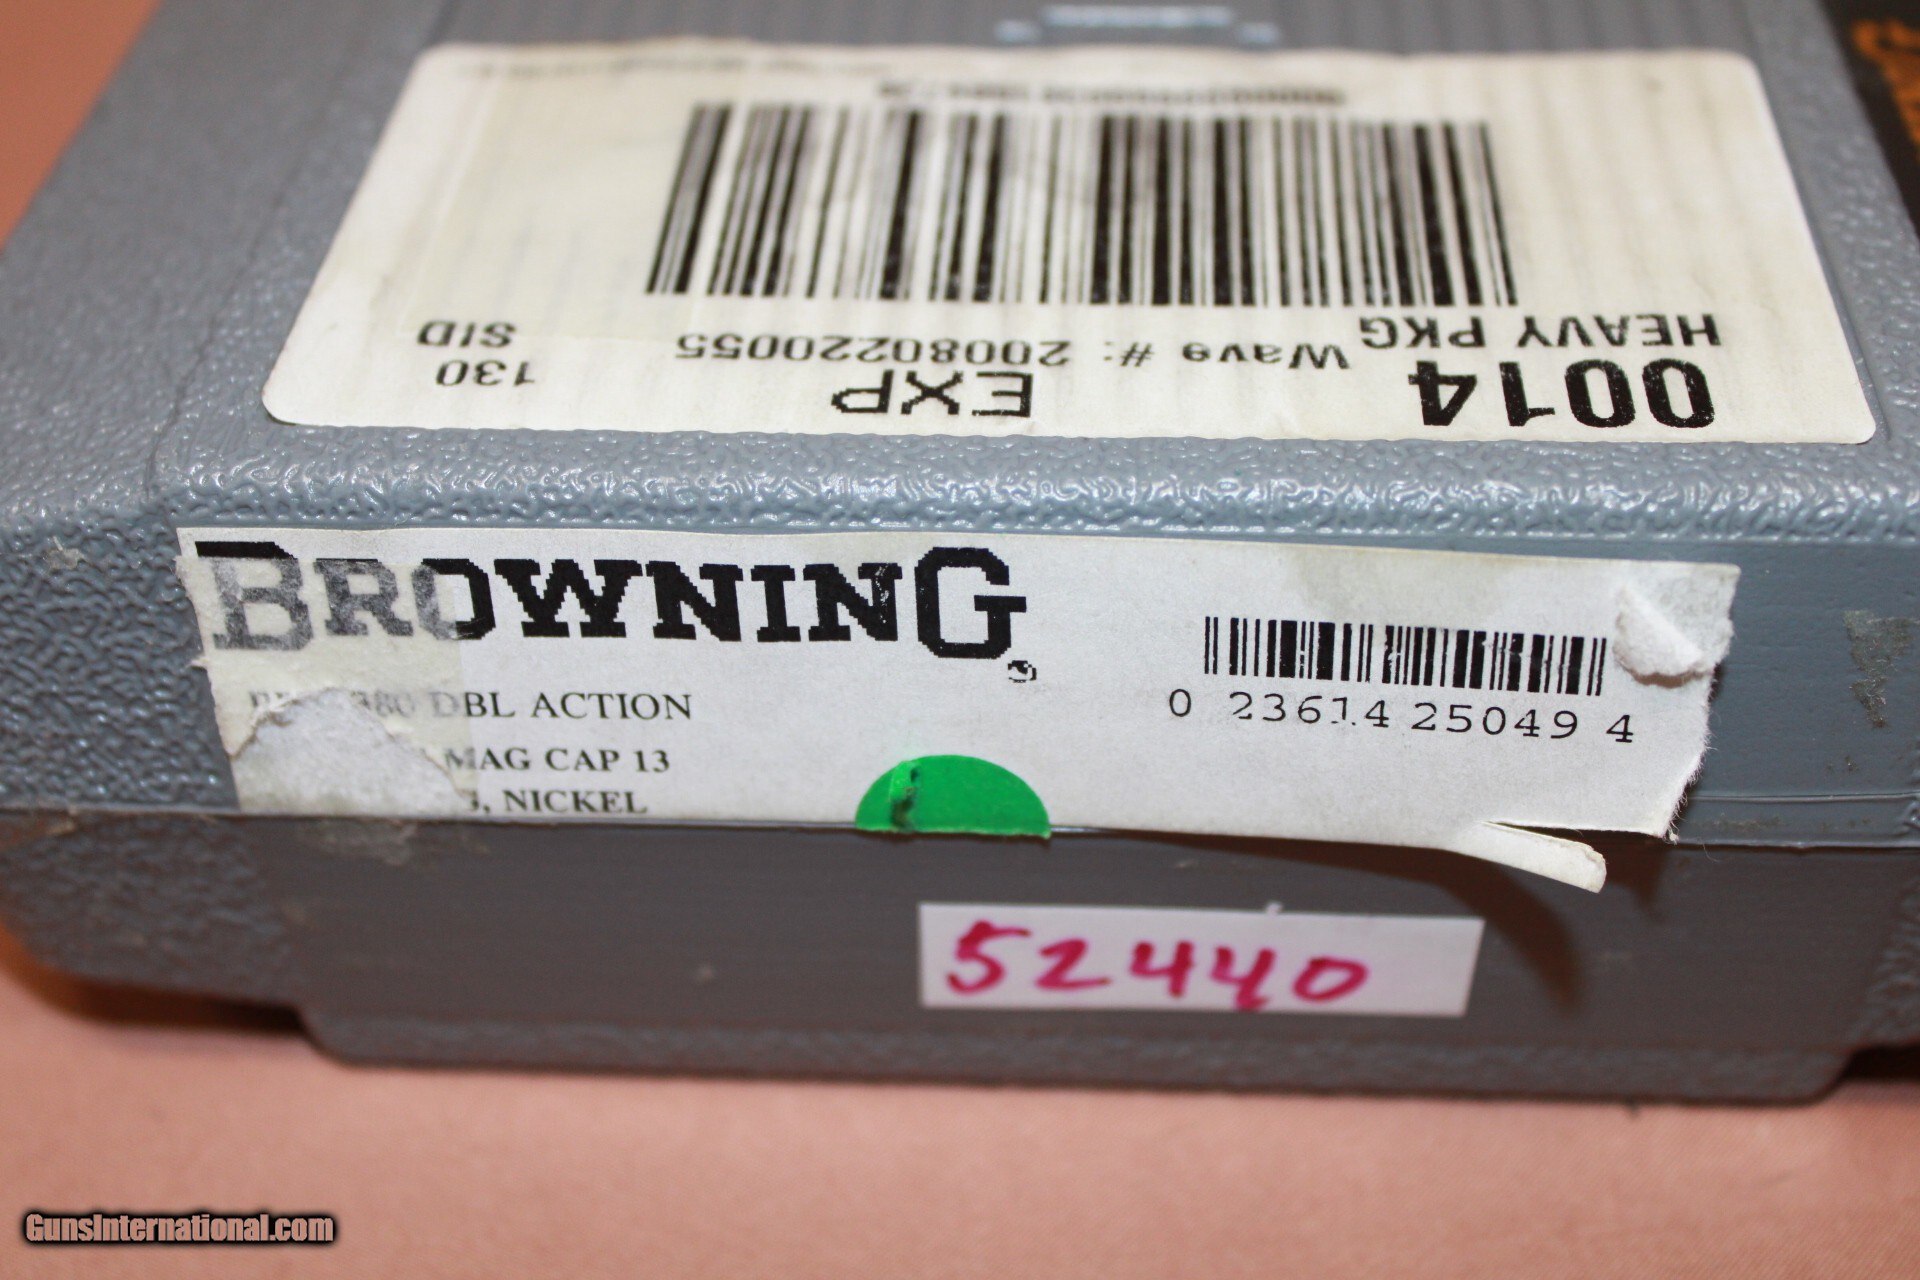 HEAVY PKG
Wave #: 20080220055
SID
0014
EXP
130
BROWNING
380 DBL ACTION
MAG CAP 13
NICKEL
0 23614 25049 4
52440
GunsInternational.com